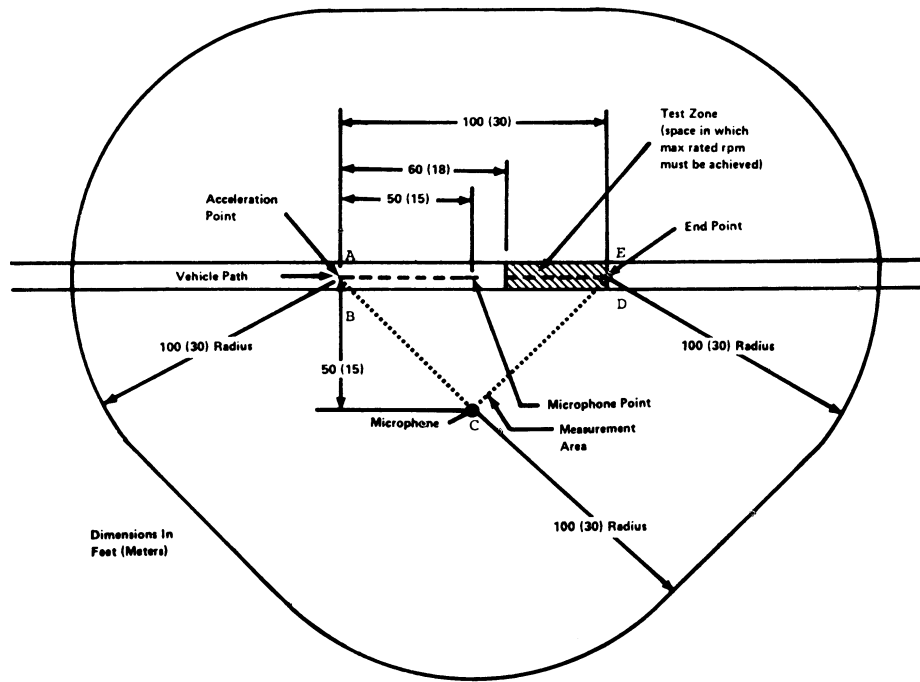 100 (30)
60 (18)
50 (15)
Test Zone
(space in which
max rated rpm
must be achieved)
Acceleration
Point
End Point
A
E
Vehicle Path
B
D
100 (30) Radius
100 (30) Radius
50 (15)
Microphone Point
Microphone
C
Measurement
Area
100 (30) Radius
Dimensions In
Feet (Meters)